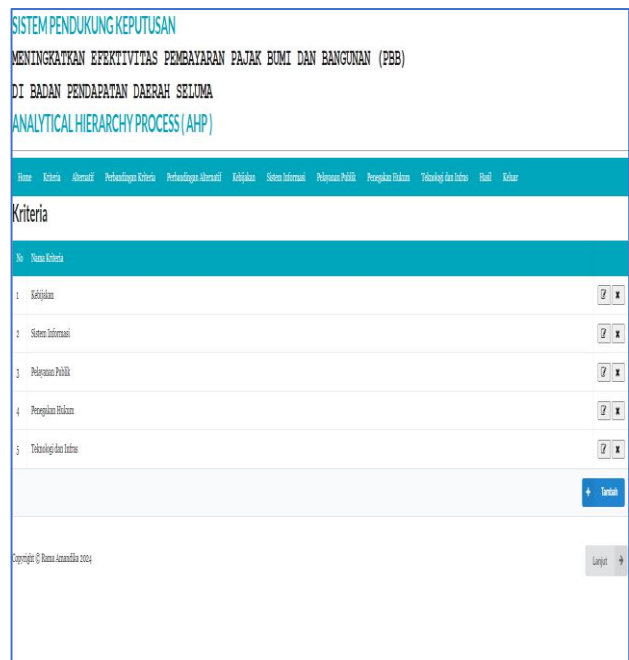 SISTEM PENDUKUNG KEPUTUSAN
MENINGKATKAN EFEKTIVITAS PEMBAYARAN PAJAK BUMI DAN BANGUNAN (PBB)
DI BADAN PENDAPATAN DAERAH SELUMA
ANALYTICAL HIERARCHY PROCESS ( AHP )
Home Kriteria Alternatif Perbandingan Kriteria Perbandingan Alternatif Kebijakan Sistem Informasi Pelayanan Publik Penegakan Hukum Teknologi dan Infras Hasil Keluar
Kriteria
No Nama Kriteria
1 Kebijakan
2 Sistem Informasi
3 Pelayanan Publik
4 Penegakan Hukum
5 Teknologi dan Infras
Tambah
Copyright © Rama Amandika 2024
Lanjut